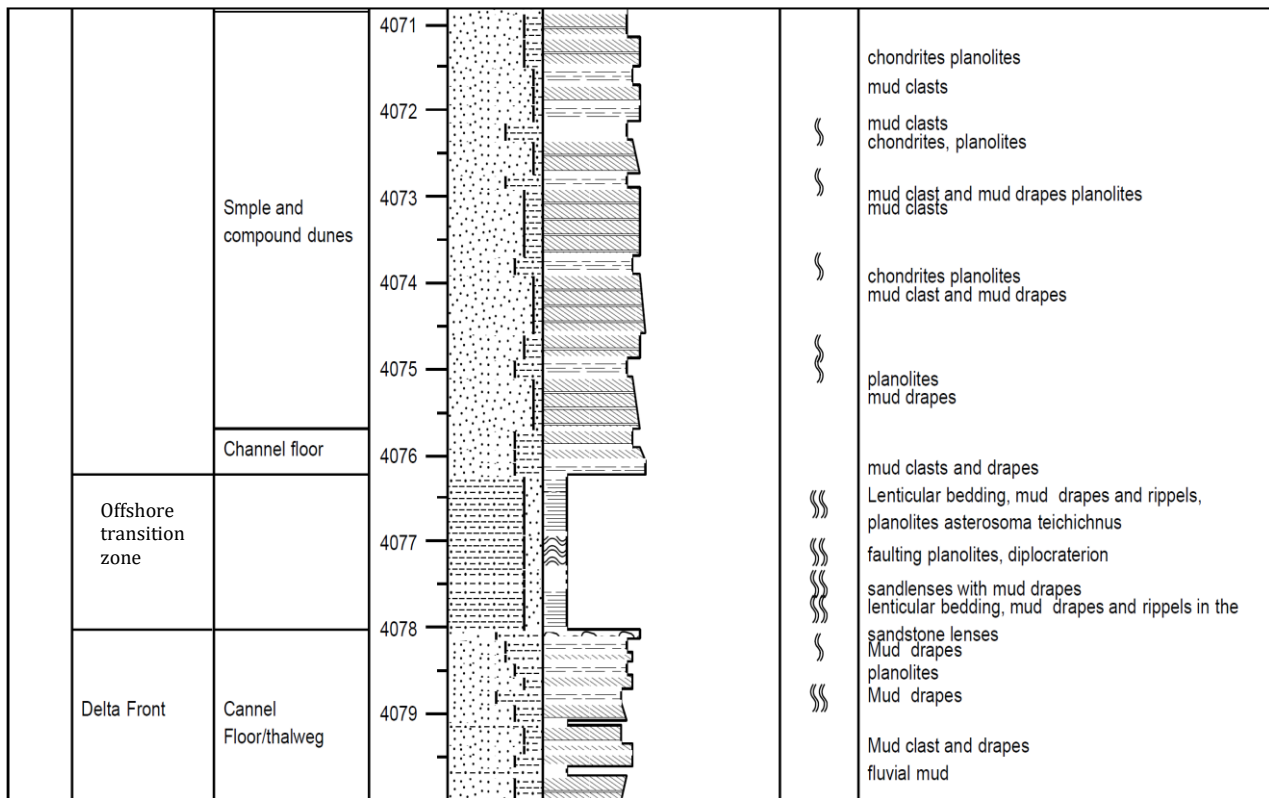 4071
chondrites planolites
mud clasts
4072
mud clasts
chondrites, planolites
4073
mud clast and mud drapes planolites
mud clasts
Smple and
compound dunes
4074
chondrites planolites
mud clast and mud drapes
4075
planolites
mud drapes
Channel floor
4076
mud clasts and drapes
Offshore
transition
zone
Lenticular bedding, mud drapes and rippels,
planolites asterosoma teichichnus
4077
faulting planolites, diplocraterion
sandlenses with mud drapes
lenticular bedding, mud drapes and rippels in the
sandstone lenses
4078
Mud drapes
planolites
Mud drapes
Delta Front
Cannel
Floor/thalweg
4079
Mud clast and drapes
fluvial mud